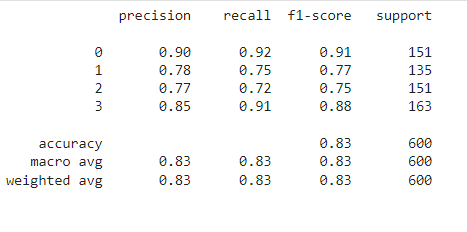 precision recall f1-score support
0 0.90 0.92 0.91 151
1 0.78 0.75 0.77 135
2 0.77 0.72 0.75 151
3 0.85 0.91 0.88 163
accuracy 0.83 600
macro avg 0.83 0.83 0.83 600
weighted avg 0.83 0.83 0.83 600